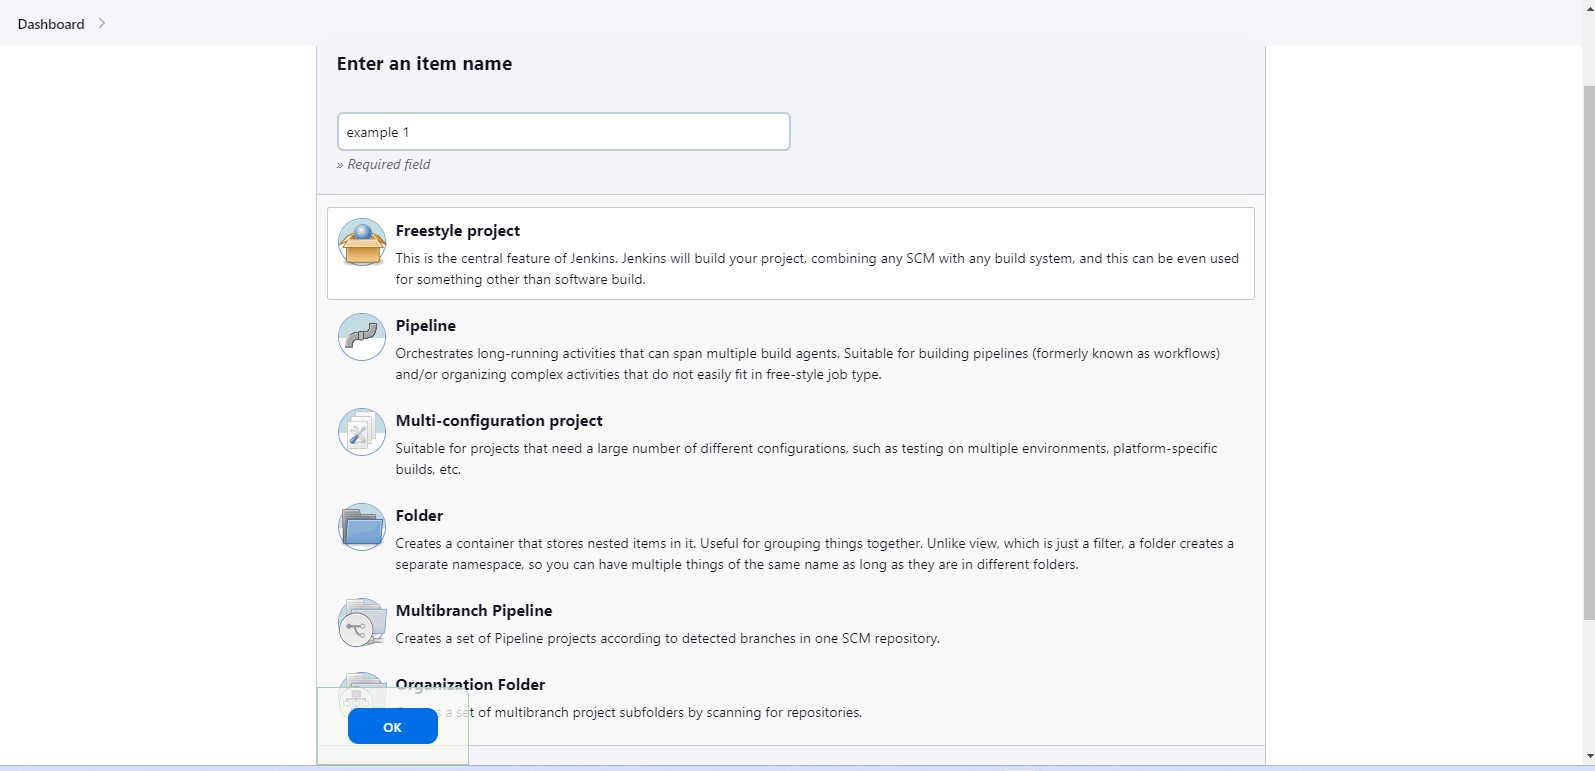 Dashboard
Enter an item name
example 1
» Required field
Freestyle project
This is the central feature of Jenkins. Jenkins will build your project, combining any SCM with any build system, and this can be even used
for something other than software build.
Pipeline
Orchestrates long-running activities that can span multiple build agents. Suitable for building pipelines (formerly known as workflows)
and/or organizing complex activities that do not easily fit in free-style job type.
Multi-configuration project
Suitable for projects that need a large number of different configurations, such as testing on multiple environments, platform-specific
builds, etc.
Folder
Creates a container that stores nested items in it. Useful for grouping things together. Unlike view, which is just a filter, a folder creates a
separate namespace, so you can have multiple things of the same name as long as they are in different folders.
Multibranch Pipeline
Creates a set of Pipeline projects according to detected branches in one SCM repository.
Organization Folder
a set of multibranch project subfolders by scanning for repositories.
OK